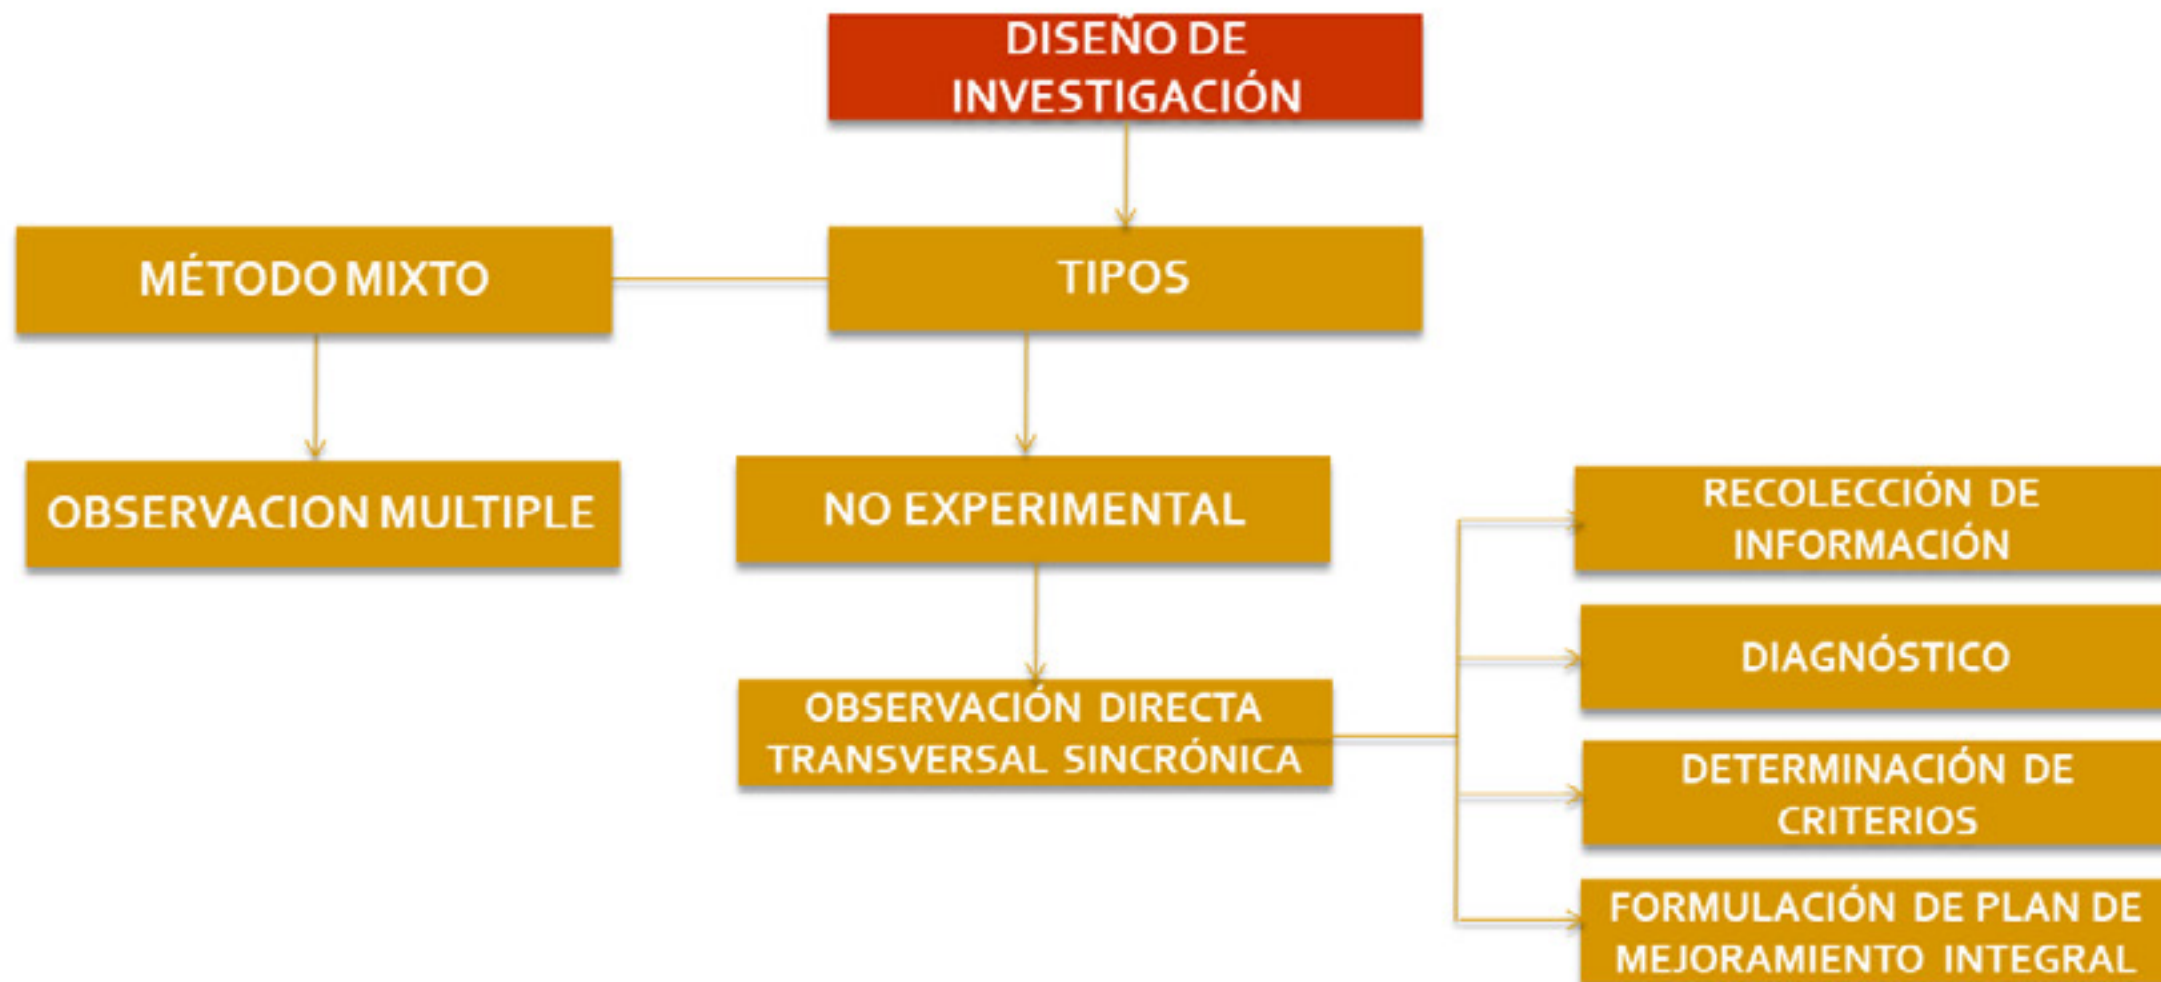 DISEÑO DE
INVESTIGACIÓN
MÉTODO MIXTO
TIPOS
OBSERVACION MULTIPLE
NO EXPERIMENTAL
OBSERVACIÓN DIRECTA
TRANSVERSAL SINCRÓNICA
RECOLECCIÓN DE
INFORMACIÓN
DIAGNÓSTICO
DETERMINACIÓN DE
CRITERIOS
FORMULACIÓN DE PLAN DE
MEJORAMIENTO INTEGRAL